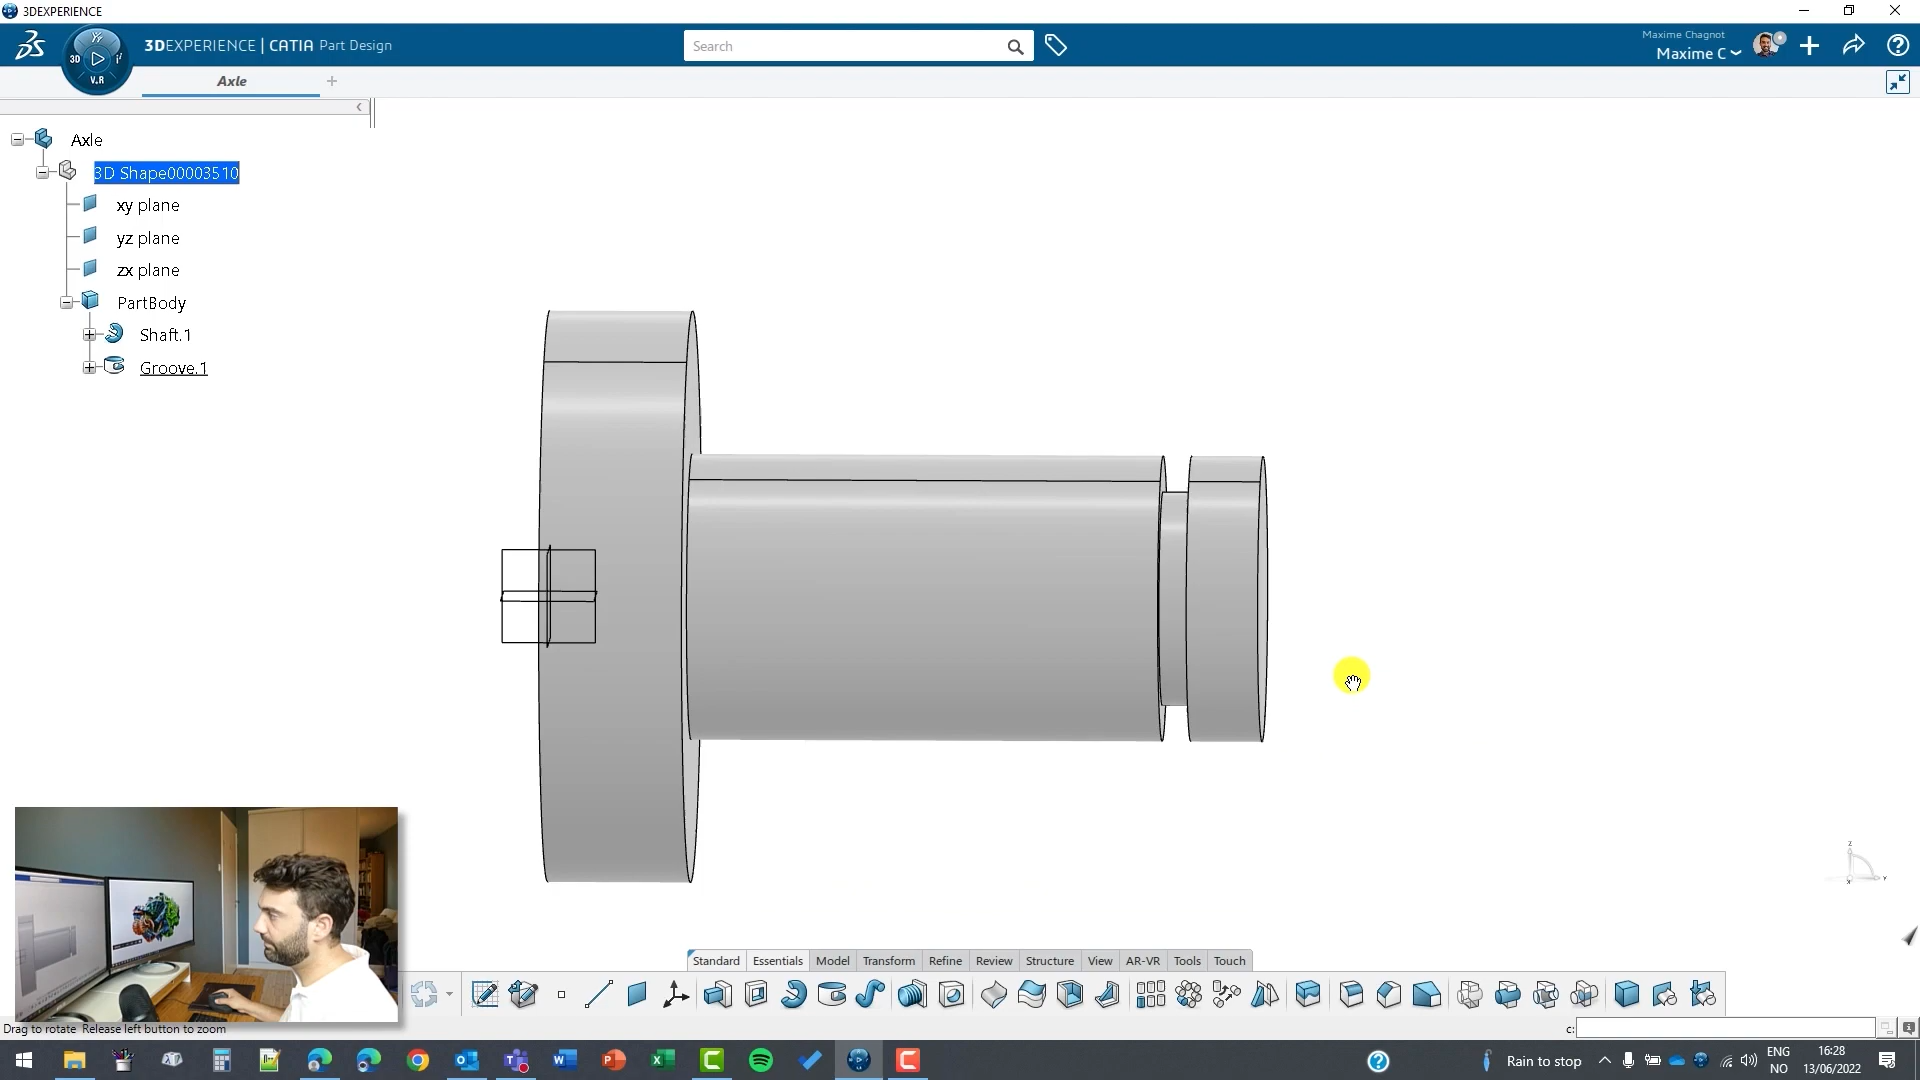 3DEXPERIENCE
3DEXPERIENCE | CATIA Part Design
3D
V.R
Search
Maxime Chagnot
Maxime C
Axle
Axle
3D Shape00003510
xy plane
yz plane
zx plane
PartBody
Shaft.1
Groove.1
z
y
x
Standard
Essentials
Model
Transform
Refine
Review
Structure
View
AR-VR
Tools
Touch
Drag to rotate Release left button to zoom
c:
Rain to stop
ENG
NO
16:28
13/06/2022